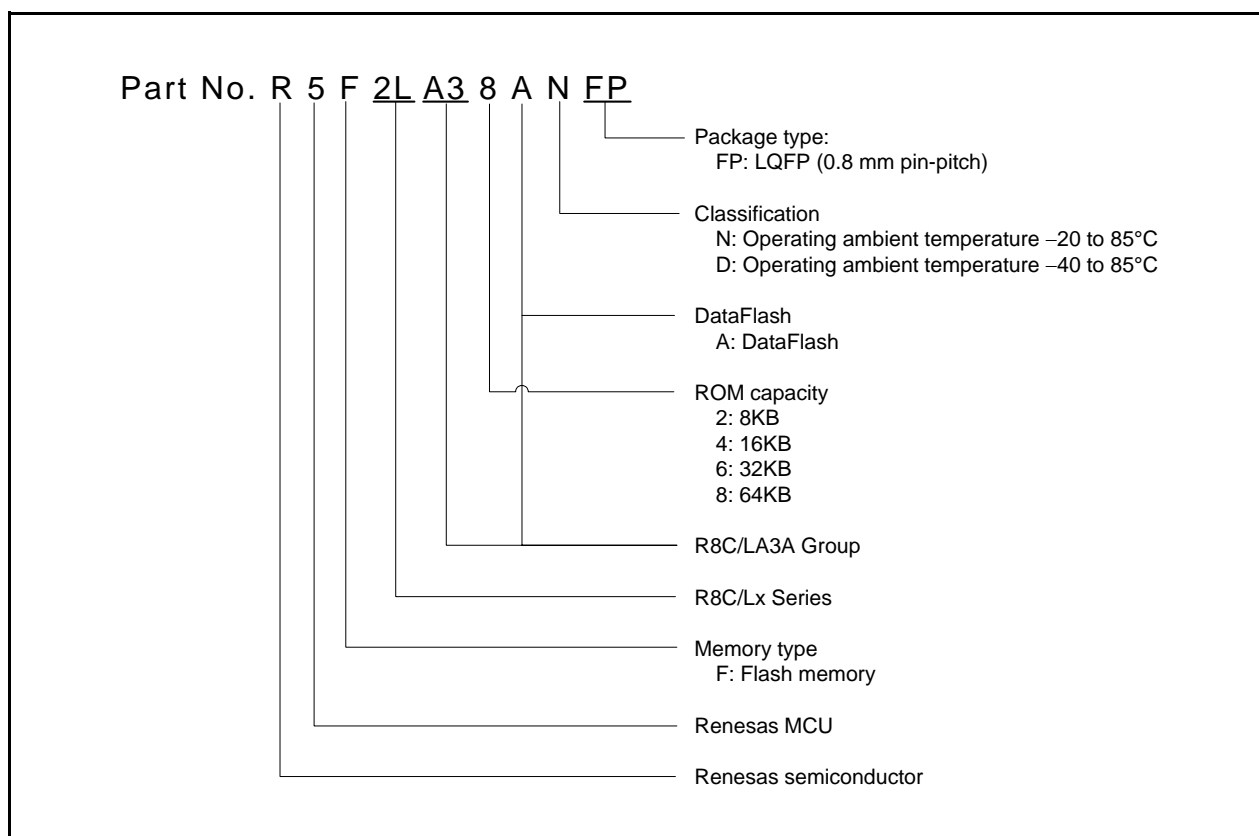 Part No. R 5 F 2L A3 8 A N FP
Package type:
FP: LQFP (0.8 mm pin-pitch)
Classification
N: Operating ambient temperature −20 to 85°C
D: Operating ambient temperature −40 to 85°C
DataFlash
A: DataFlash
ROM capacity
2: 8KB
4: 16KB
6: 32KB
8: 64KB
R8C/LA3A Group
R8C/Lx Series
Memory type
F: Flash memory
Renesas MCU
Renesas semiconductor